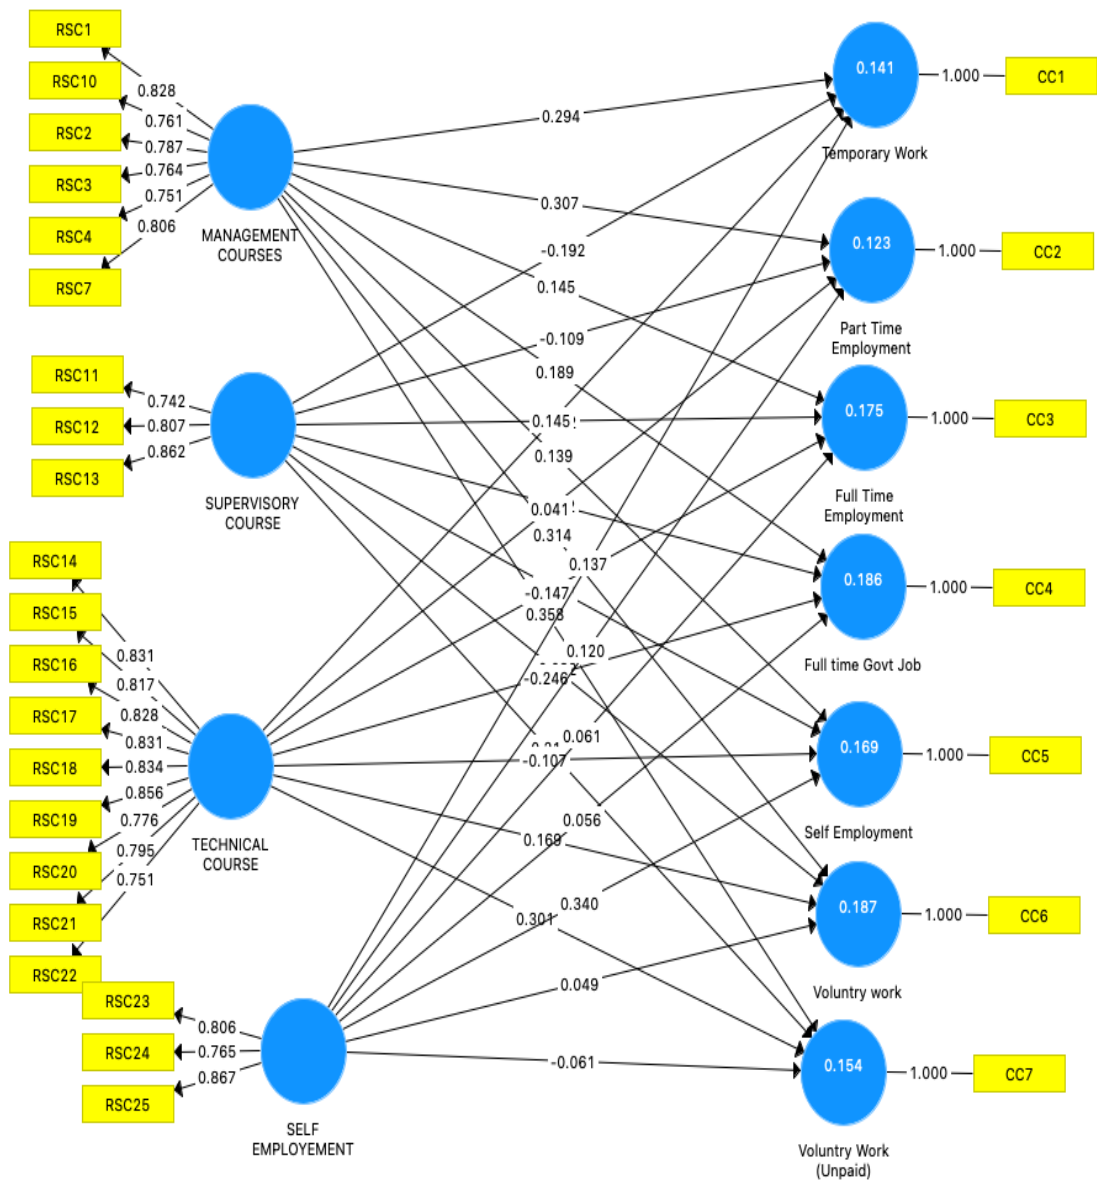 RSC1
RSC10
RSC2
RSC3
RSC4
RSC7
0.828
0.761
0.787
0.764
0.751
0.806
MANAGEMENT
COURSES
RSC11
RSC12
RSC13
0.742
0.807
0.862
SUPERVISORY
COURSE
RSC14
RSC15
RSC16
RSC17
RSC18
RSC19
RSC20
RSC21
RSC22
0.831
0.817
0.828
0.831
0.834
0.856
0.776
0.795
0.751
TECHNICAL
COURSE
RSC23
RSC24
RSC25
0.806
0.765
0.867
SELF
EMPLOYEMENT
0.294
0.307
-0.192
0.145
-0.109
0.189
0.145
0.139
0.041
0.314
0.137
-0.147
0.358
0.120
-0.246
0.061
-0.107
0.056
0.169
0.340
0.301
0.049
-0.061
0.141
1.000
CC1
Temporary Work
0.123
1.000
CC2
Part Time
Employment
0.175
1.000
CC3
Full Time
Employment
0.186
1.000
CC4
Full time Govt Job
0.169
1.000
CC5
Self Employment
0.187
1.000
CC6
Voluntry work
0.154
1.000
CC7
Voluntry Work
(Unpaid)